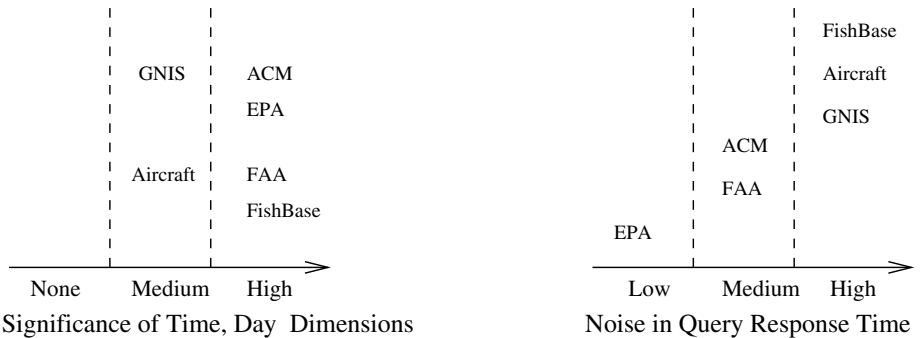 GNIS
ACM
EPA
Aircraft
FAA
FishBase
None Medium High
Significance of Time, Day Dimensions
FishBase
Aircraft
GNIS
ACM
FAA
EPA
Low Medium High
Noise in Query Response Time